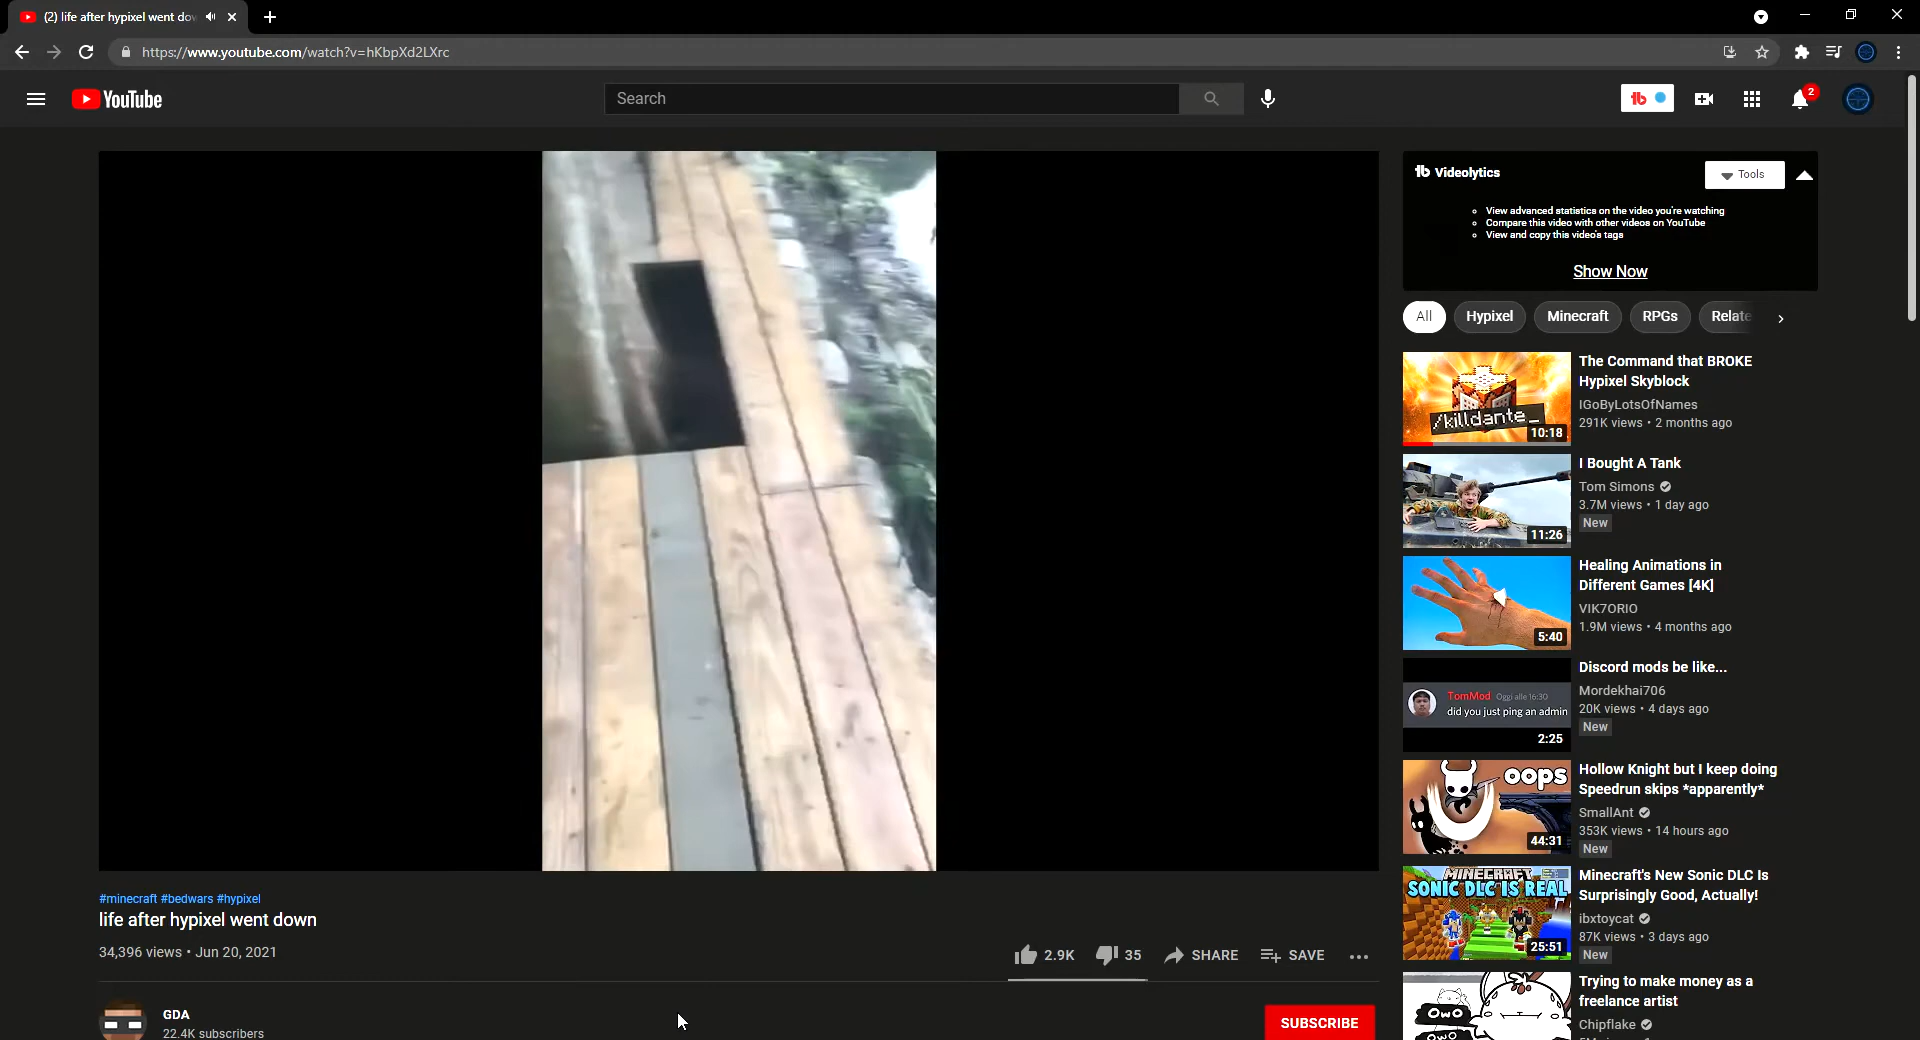 (2) life after hypixel went do
https://www.youtube.com/watch?v=hKbpXd2LXrc
YouTube
Search
tb
2
tb Videolytics
Tools
View advanced statistics on the video you're watching
Compare this video with other videos on YouTube
View and copy this video's tags
Show Now
All
Hypixel
Minecraft
RPGs
Relate
/killdante_
10:18
The Command that BROKE
Hypixel Skyblock
IGoByLotsOfNames
291K views • 2 months ago
11:26
I Bought A Tank
Tom Simons
3.7M views • 1 day ago
New
5:40
Healing Animations in
Different Games [4K]
VIK7ORIO
1.9M views • 4 months ago
TomMod Oggi alle 16:30
did you just ping an admin
2:25
Discord mods be like...
Mordekhai706
20K views • 4 days ago
New
oops
44:31
Hollow Knight but I keep doing
Speedrun skips *apparently*
SmallAnt
353K views • 14 hours ago
New
MINECRAFT
SONIC DLC IS REAL
25:51
Minecraft's New Sonic DLC Is
Surprisingly Good, Actually!
ibxtoycat
87K views • 3 days ago
New
OwO
OwO
Trying to make money as a
freelance artist
Chipflake
#minecraft #bedwars #hypixel
life after hypixel went down
34,396 views • Jun 20, 2021
2.9K
35
SHARE
SAVE
GDA
22.4K subscribers
SUBSCRIBE